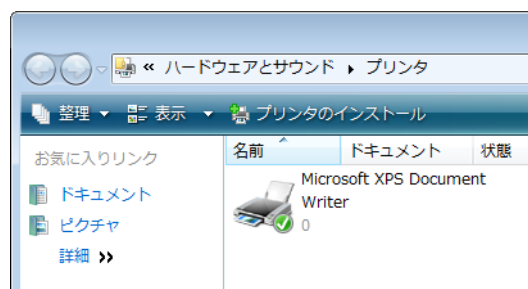 « ハードウェアとサウンド ▸ プリンタ
整理 ▼ 表示 ▼ プリンタのインストール
お気に入りリンク
ドキュメント
ピクチャ
詳細 »
名前 ドキュメント 状態
Microsoft XPS Document
Writer
0